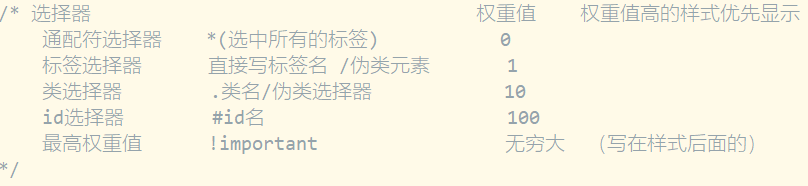 /* 选择器 权重值 权重值高的样式优先显示
通配符选择器 *(选中所有的标签) 0
标签选择器 直接写标签名 /伪类元素 1
类选择器 .类名/伪类选择器 10
id选择器 #id名 100
最高权重值 !important 无穷大 （写在样式后面的）
*/